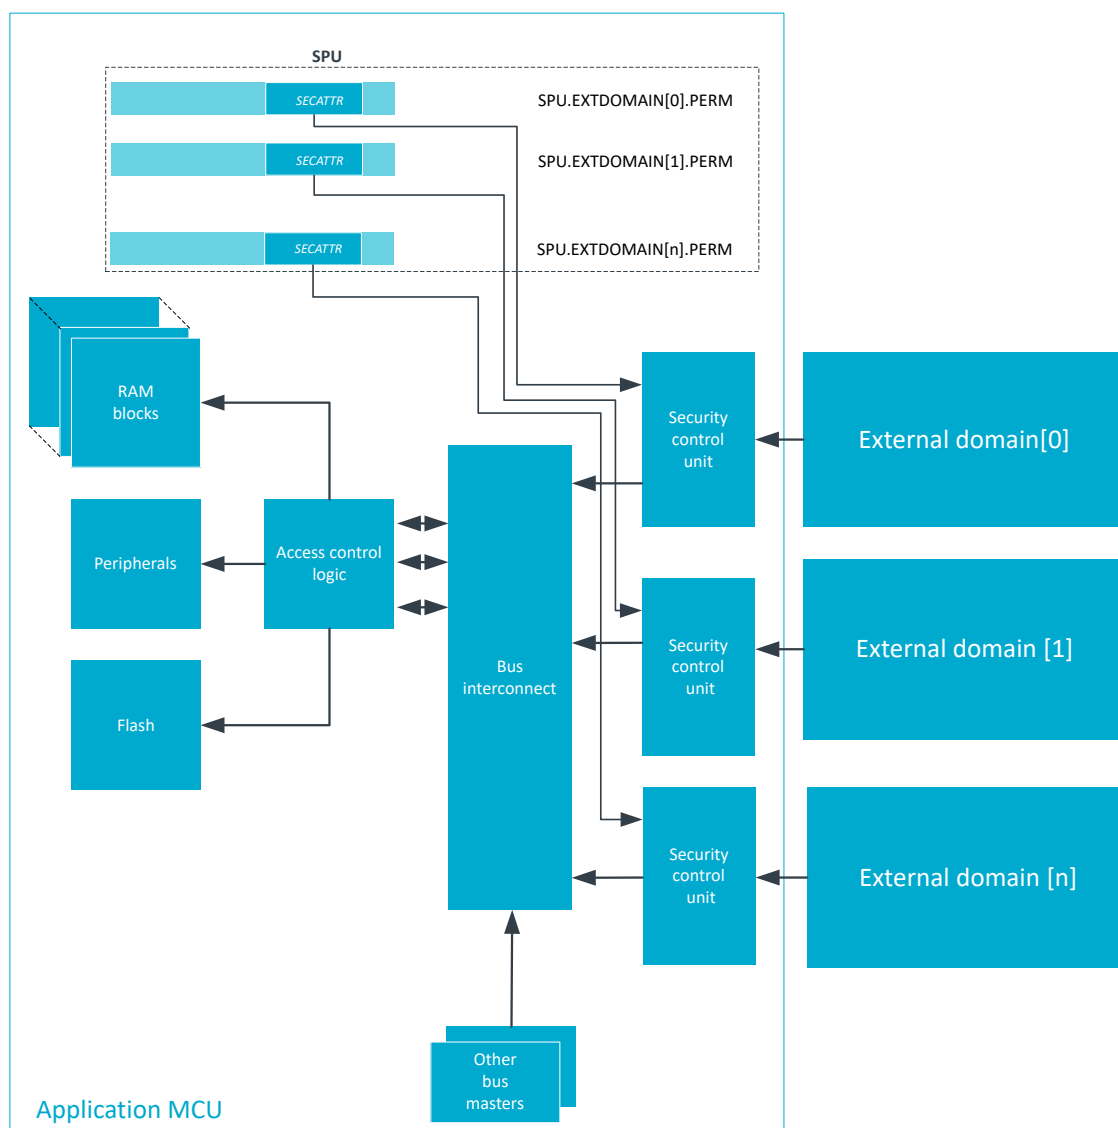 SPU
SECATTR
SPU.EXTDOMAIN[0].PERM
SECATTR
SPU.EXTDOMAIN[1].PERM
SECATTR
SPU.EXTDOMAIN[n].PERM
RAM
blocks
Security
control
unit
External domain[0]
Peripherals
Access control
logic
Bus
interconnect
Security
control
unit
External domain [1]
Flash
Security
control
unit
External domain [n]
Other
bus
masters
Application MCU